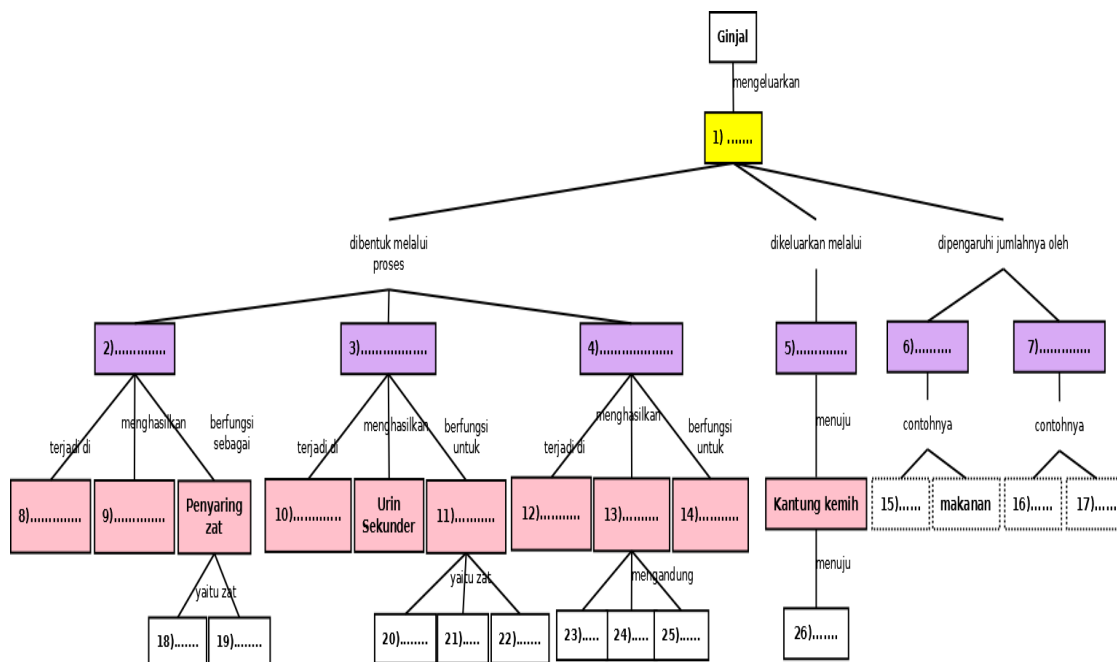 Ginjal
mengeluarkan
1) .......
dibentuk melalui
proses
dikeluarkan melalui
dipengaruhi jumlahnya oleh
2)..............
3)..................
4)....................
5)..............
6)..........
7)..............
terjadi di
menghasilkan
berfungsi
sebagai
terjadi di
menghasilkan
berfungsi
untuk
terjadi di
menghasilkan
berfungsi
untuk
menuju
contohnya
contohnya
8)..............
9)..............
Penyaring
zat
10).............
Urin
Sekunder
11)...........
12)...........
13)...........
14)...........
Kantung kemih
15)......
makanan
16)......
17)......
yaitu zat
yaitu zat
mengandung
menuju
18).......
19).......
20)........
21).....
22).......
23).....
24).....
25)......
26).......